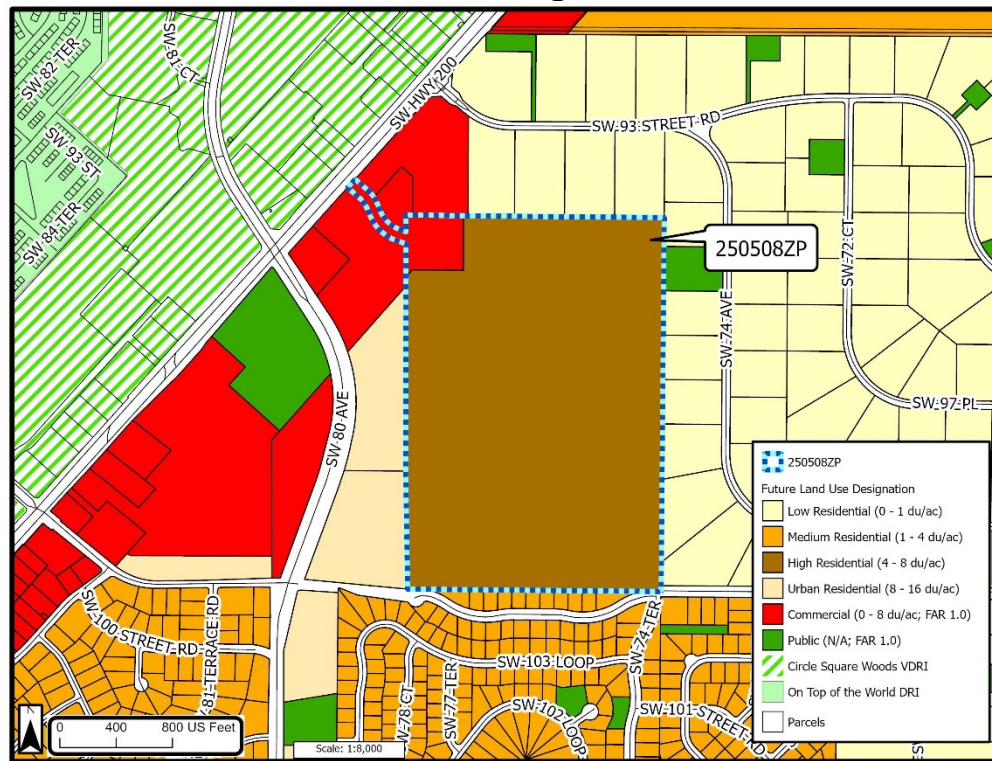 SW-81-CT
SW-82-TER
SW-HWY-200
SW-93-STREET-RD
SW-93-ST
SW-84-TER
250508ZP
SW-72-CT
SW-74-AVE
SW-97-PL
SW-80-AVE
SW-100-STREET-RD
SW-81-TERRACE-RD
SW-74-TER
SW-103-LOOP
SW-78-CT
SW-77-TER
SW-102-LOOP
SW-101-STREET-RD
250508ZP
Future Land Use Designation
Low Residential (0 - 1 du/ac)
Medium Residential (1 - 4 du/ac)
High Residential (4 - 8 du/ac)
Urban Residential (8 - 16 du/ac)
Commercial (0 - 8 du/ac; FAR 1.0)
Public (N/A; FAR 1.0)
Circle Square Woods VDRI
On Top of the World DRI
Parcels
0 400 800 US Feet
Scale: 1:8,000